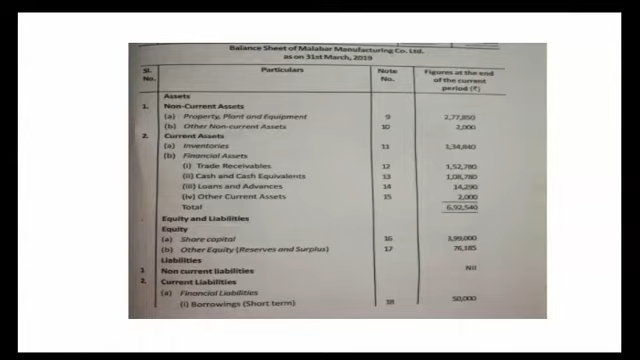 Balance Sheet of Malabar Manufacturing Co. Ltd.
as on 31st March, 2019
Sl. No. Particulars Note No. Figures at the end of the current period (₹)
Assets
1. Non-Current Assets
(a) Property, Plant and Equipment 9 2,77,850
(b) Other Non-current Assets 10 2,000
2. Current Assets
(a) Inventories 11 1,34,840
(b) Financial Assets
(i) Trade Receivables 12 1,52,780
(ii) Cash and Cash Equivalents 13 1,08,780
(iii) Loans and Advances 14 14,290
(iv) Other Current Assets 15 2,000
Total 6,92,540
Equity and Liabilities
Equity
(a) Share capital 16 3,99,000
(b) Other Equity (Reserves and Surplus) 17 76,185
Liabilities
1 Non current liabilities Nil
2. Current Liabilities
(a) Financial Liabilities
(i) Borrowings (Short term) 18 50,000